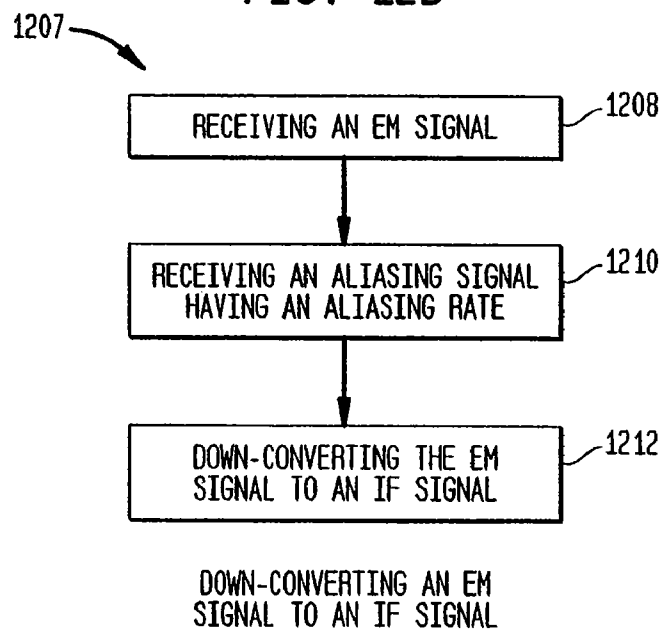 1207
RECEIVING AN EM SIGNAL
1208
RECEIVING AN ALIASING SIGNAL
HAVING AN ALIASING RATE
1210
DOWN-CONVERTING THE EM
SIGNAL TO AN IF SIGNAL
1212
DOWN-CONVERTING AN EM
SIGNAL TO AN IF SIGNAL